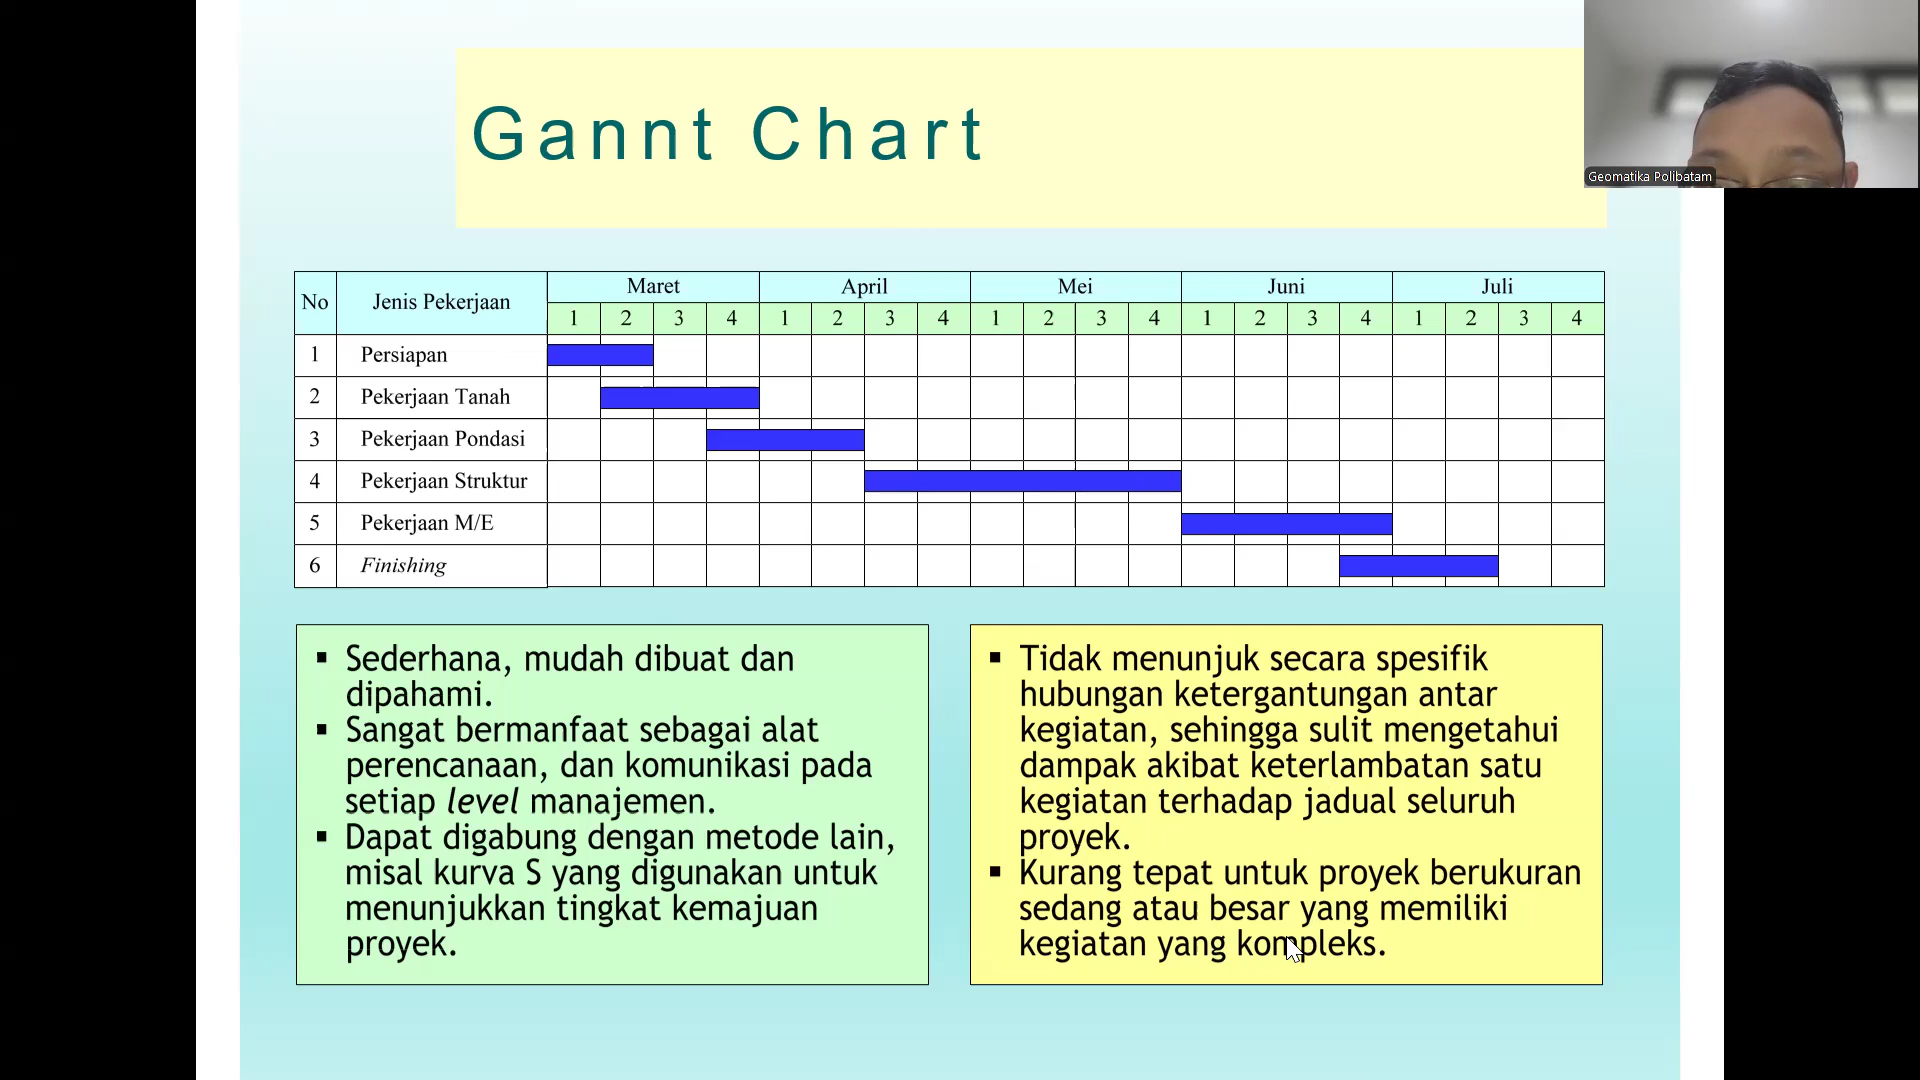 Gannt Chart
Geomatika Polibatam
No Jenis Pekerjaan Maret April Mei Juni Juli
1 2 3 4 1 2 3 4 1 2 3 4 1 2 3 4 1 2 3 4
1 Persiapan
2 Pekerjaan Tanah
3 Pekerjaan Pondasi
4 Pekerjaan Struktur
5 Pekerjaan M/E
6 Finishing
▪ Sederhana, mudah dibuat dan
dipahami.
▪ Sangat bermanfaat sebagai alat
perencanaan, dan komunikasi pada
setiap level manajemen.
▪ Dapat digabung dengan metode lain,
misal kurva S yang digunakan untuk
menunjukkan tingkat kemajuan
proyek.
▪ Tidak menunjuk secara spesifik
hubungan ketergantungan antar
kegiatan, sehingga sulit mengetahui
dampak akibat keterlambatan satu
kegiatan terhadap jadual seluruh
proyek.
▪ Kurang tepat untuk proyek berukuran
sedang atau besar yang memiliki
kegiatan yang kompleks.